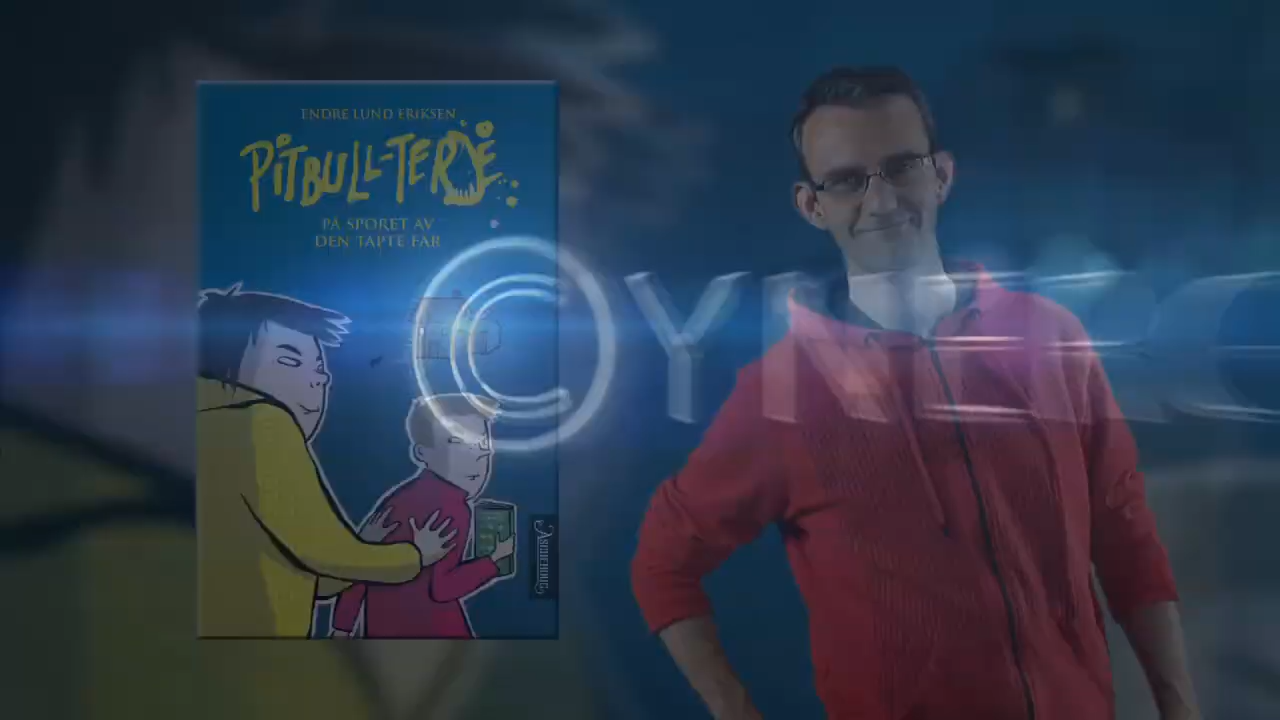 ENDRE LUND ERIKSEN
PITBULL-TERJE
PÅ SPORET AV
DEN TAPTE FAR